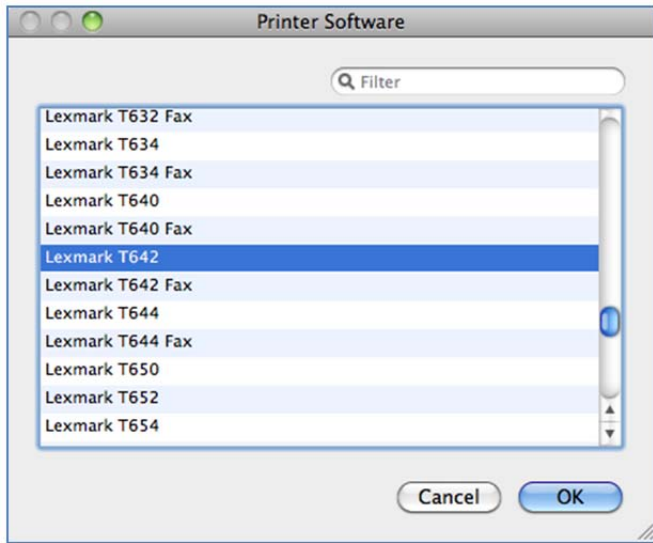 Printer Software
Filter
Lexmark T632 Fax
Lexmark T634
Lexmark T634 Fax
Lexmark T640
Lexmark T640 Fax
Lexmark T642
Lexmark T642 Fax
Lexmark T644
Lexmark T644 Fax
Lexmark T650
Lexmark T652
Lexmark T654
Cancel OK